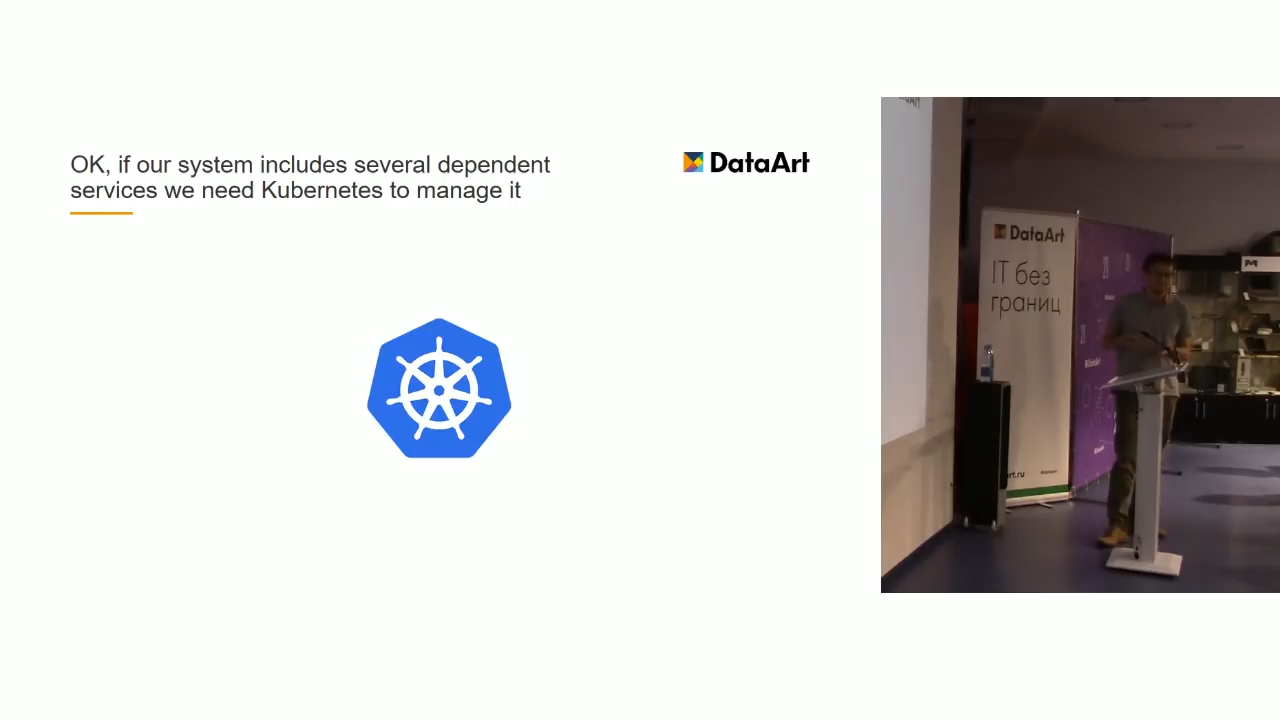 OK, if our system includes several dependent
services we need Kubernetes to manage it
DataArt
DataArt
IT без
границ